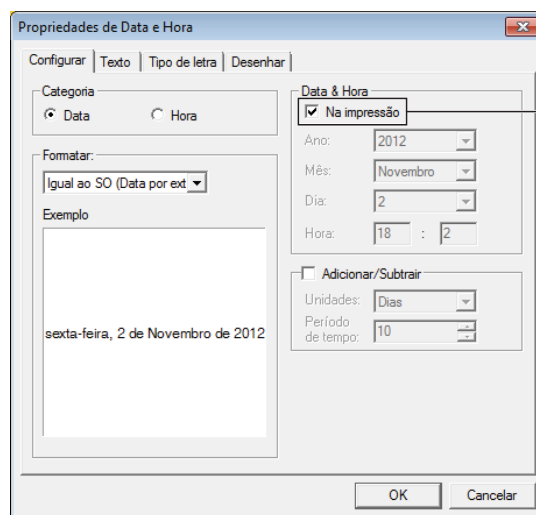 Propriedades de Data e Hora
Configurar
Texto
Tipo de letra
Desenhar
Categoria
Data
Hora
Formatar:
Igual ao SO (Data por ext
Exemplo
sexta-feira, 2 de Novembro de 2012
Data & Hora
Na impressão
Ano:
2012
Mês:
Novembro
Dia:
2
Hora:
18 : 2
Adicionar/Subtrair
Unidades:
Dias
Período
de tempo:
10
OK
Cancelar